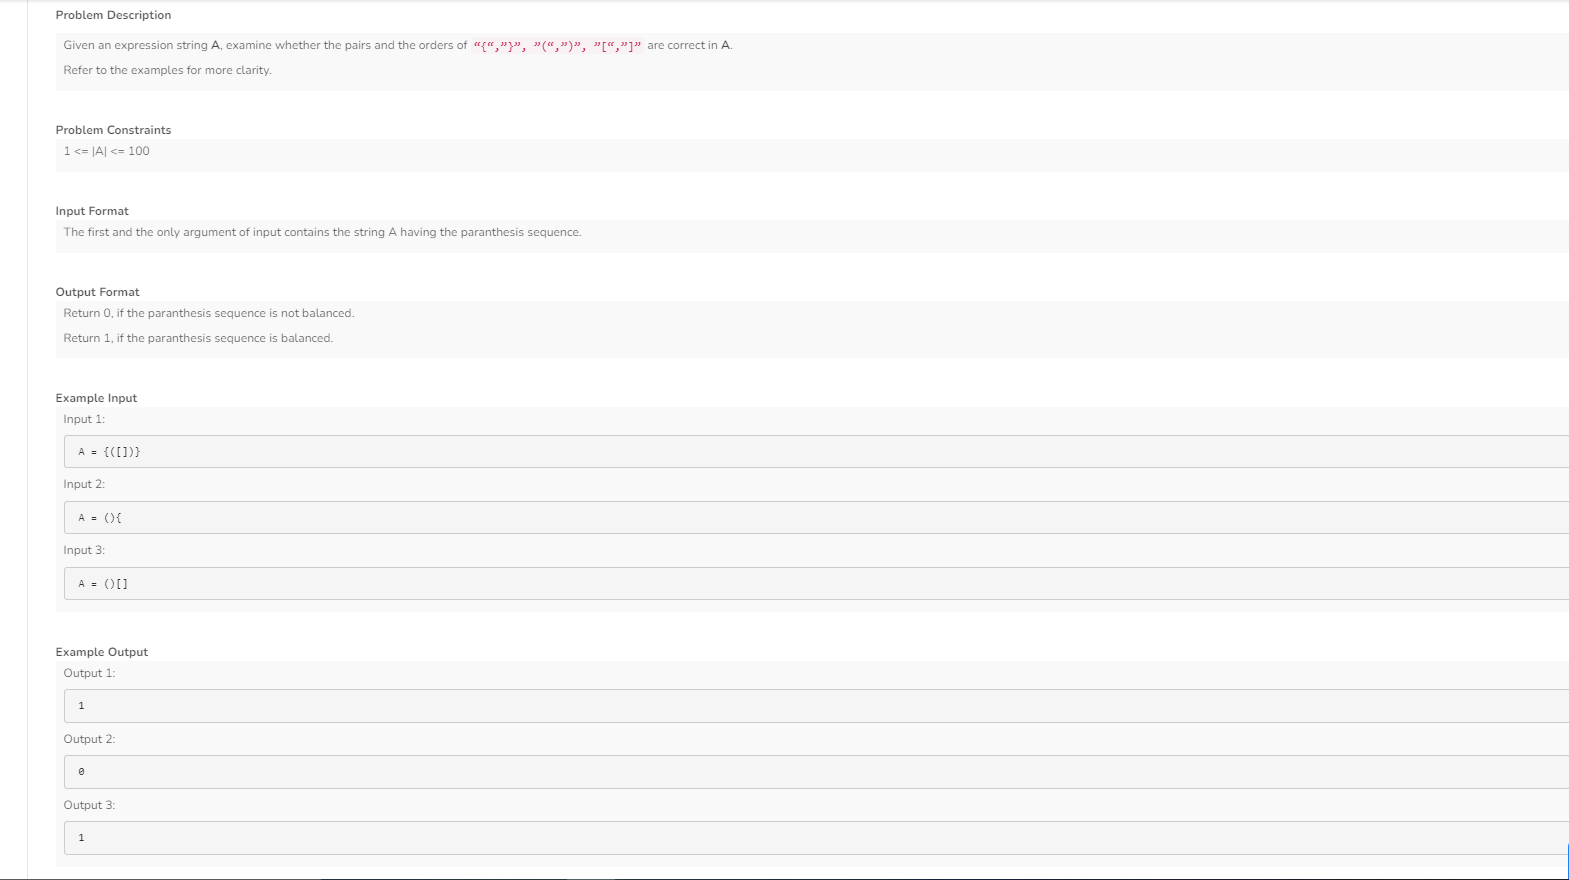 Problem Description
Given an expression string A, examine whether the pairs and the orders of “{“,”}”, ”(“,”)”, ”[“,”]” are correct in A.
Refer to the examples for more clarity.
Problem Constraints
1 <= |A| <= 100
Input Format
The first and the only argument of input contains the string A having the paranthesis sequence.
Output Format
Return 0, if the paranthesis sequence is not balanced.
Return 1, if the paranthesis sequence is balanced.
Example Input
Input 1:
A = {([])}
Input 2:
A = (){
Input 3:
A = ()[]
Example Output
Output 1:
1
Output 2:
0
Output 3:
1